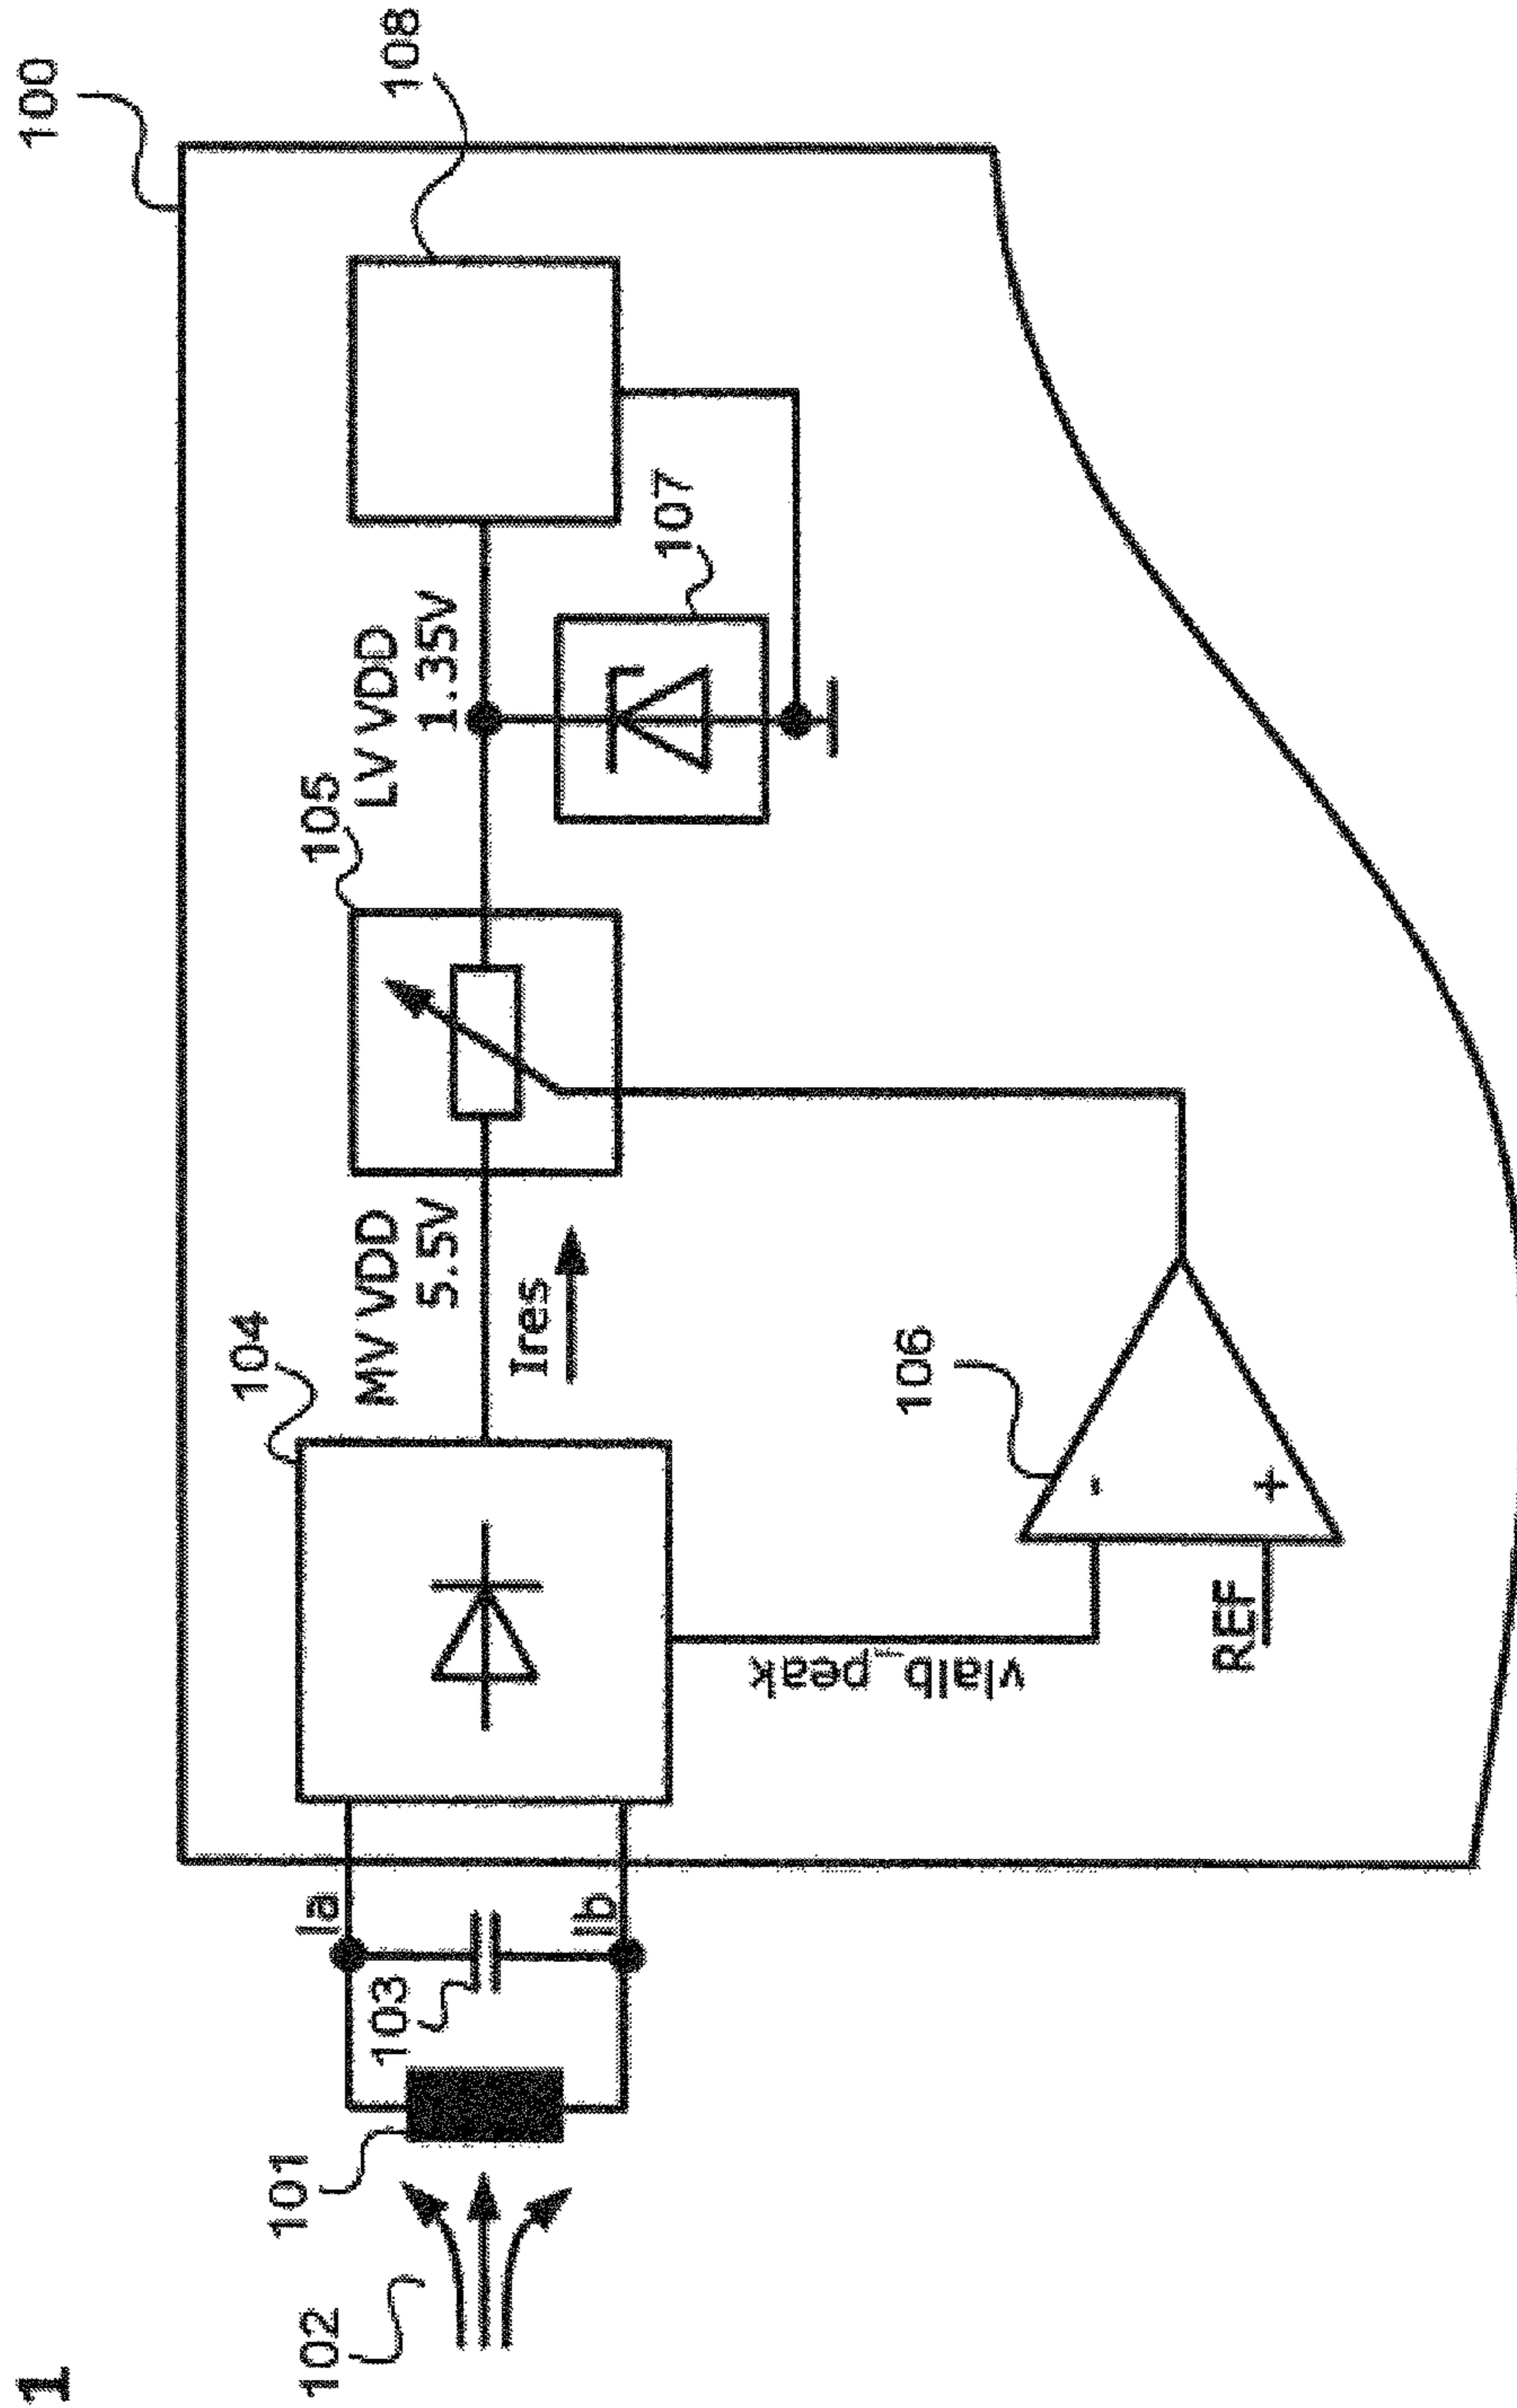 1
100
108
105
LV VDD
1.35V
107
104
MV VDD
5.5V
Ires
101
103
la
lb
102
vlalb_peak
106
-
+
REF